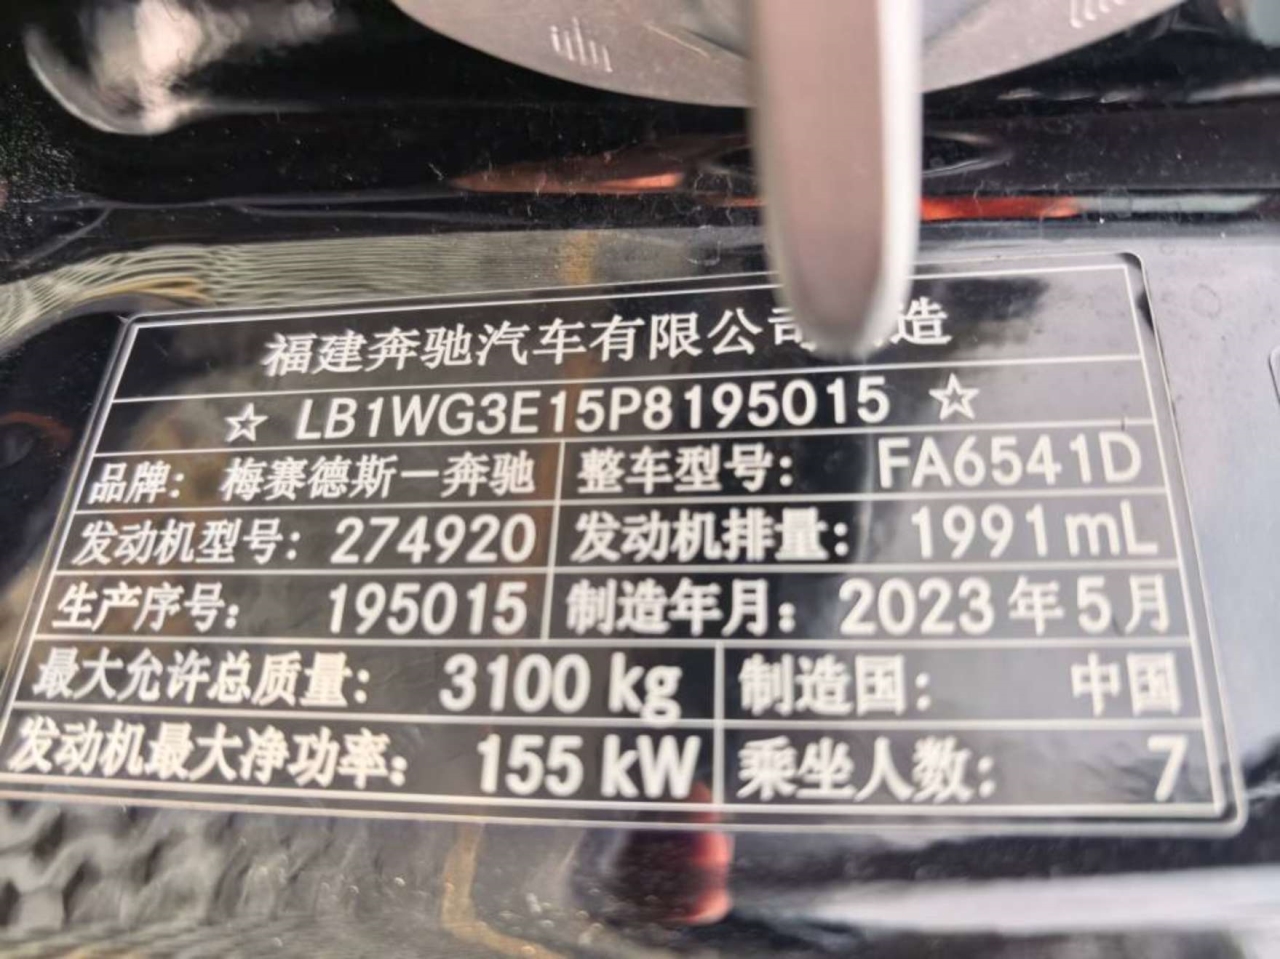 福建奔驰汽车有限公司 造
☆ LB1WG3E15P8195015 ☆
品牌: 梅赛德斯一奔驰 整车型号: FA6541D
发动机型号: 274920 发动机排量: 1991mL
生产序号: 195015 制造年月: 2023年5月
最大允许总质量: 3100 kg 制造国: 中国
发动机最大净功率: 155 kW 乘坐人数: 7